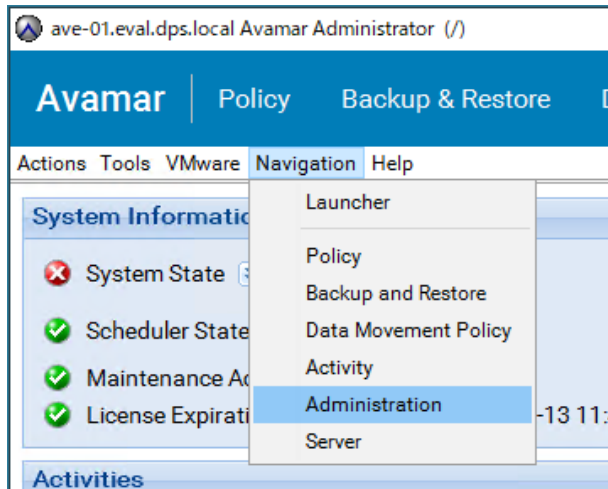 ave-01.eval.dps.local Avamar Administrator (/)
Avamar Policy Backup & Restore
Actions Tools VMware Navigation Help
System Informatic
Launcher
Policy
Backup and Restore
Data Movement Policy
Activity
Administration
Server
System State
Scheduler State
Maintenance Ac
License Expirati
-13 11:
Activities